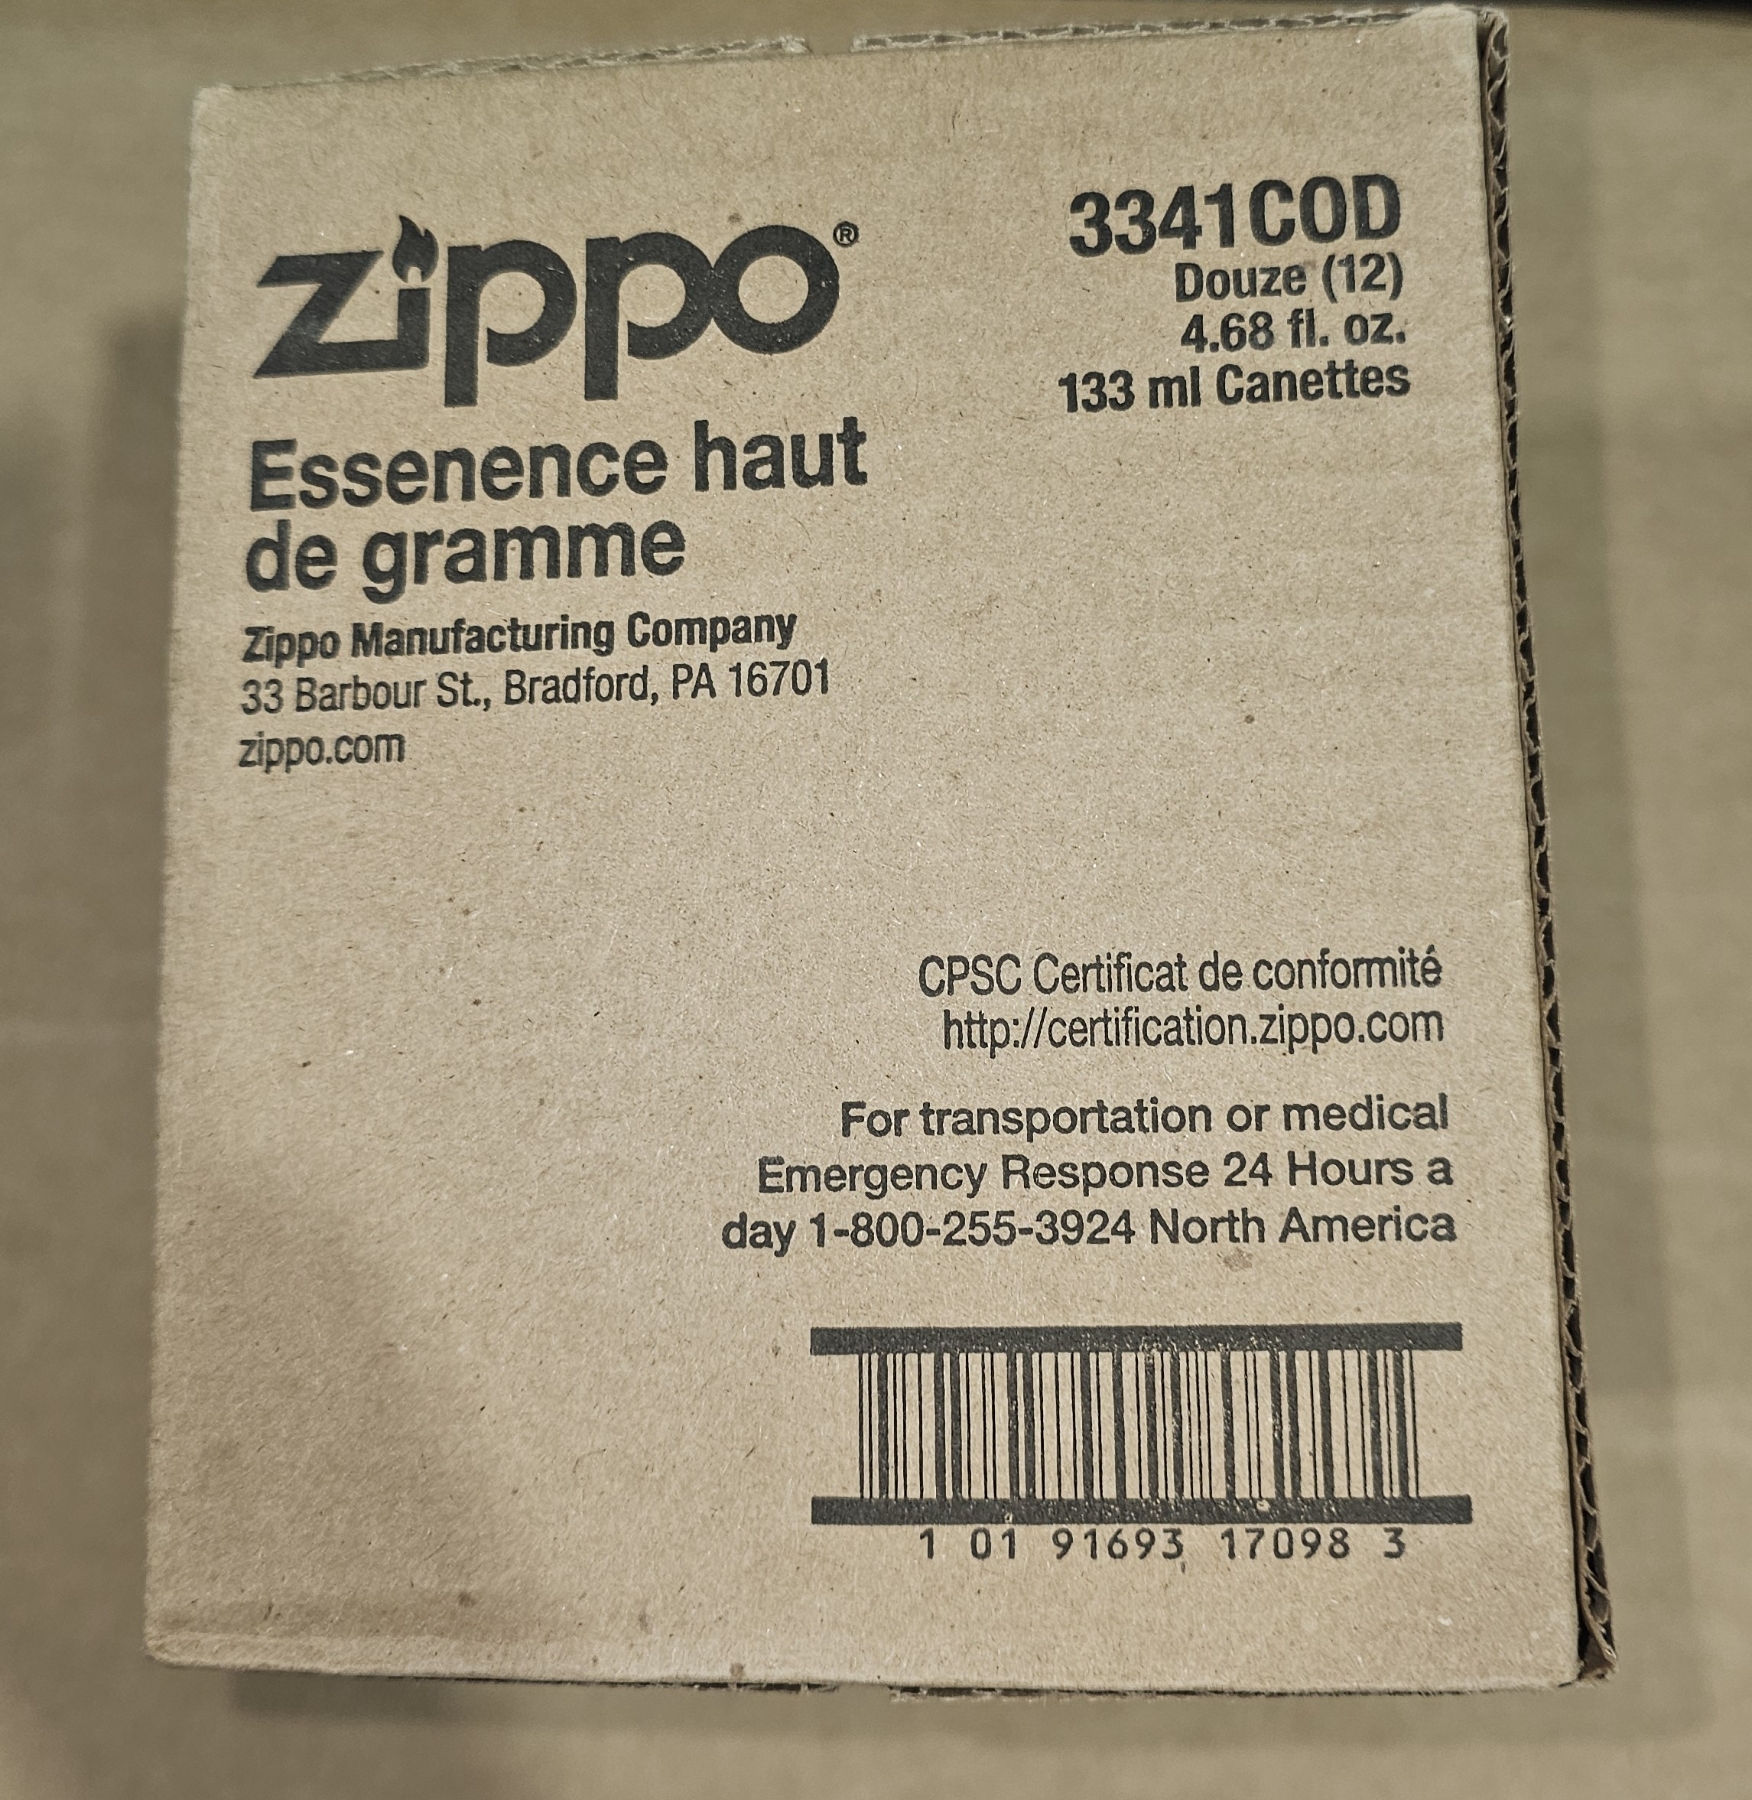 zippo®
Essenence haut
de gramme
Zippo Manufacturing Company
33 Barbour St., Bradford, PA 16701
zippo.com
3341COD
Douze (12)
4.68 fl. oz.
133 ml Canettes
CPSC Certificat de conformité
http://certification.zippo.com
For transportation or medical
Emergency Response 24 Hours a
day 1-800-255-3924 North America
1 01 91693 17098 3